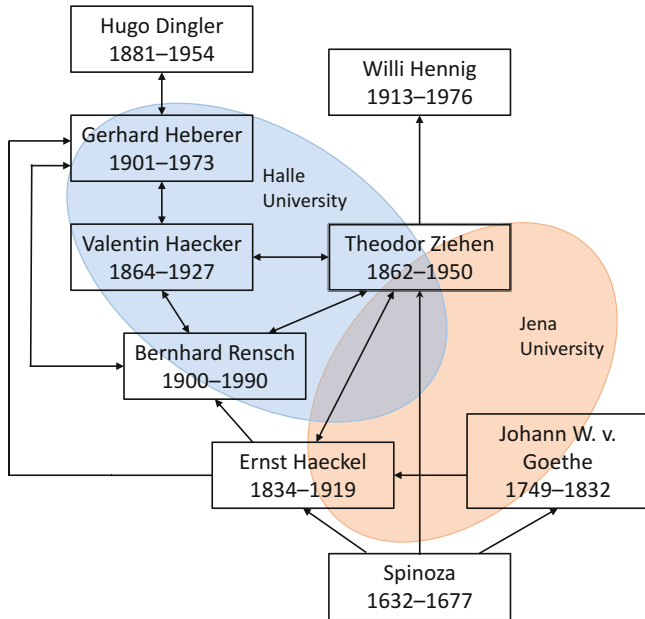 Hugo Dingler
1881–1954
Willi Hennig
1913–1976
Gerhard Heberer
1901–1973
Halle
University
Valentin Haecker
1864–1927
Theodor Ziehen
1862–1950
Jena
University
Bernhard Rensch
1900–1990
Johann W. v.
Goethe
1749–1832
Ernst Haeckel
1834–1919
Spinoza
1632–1677